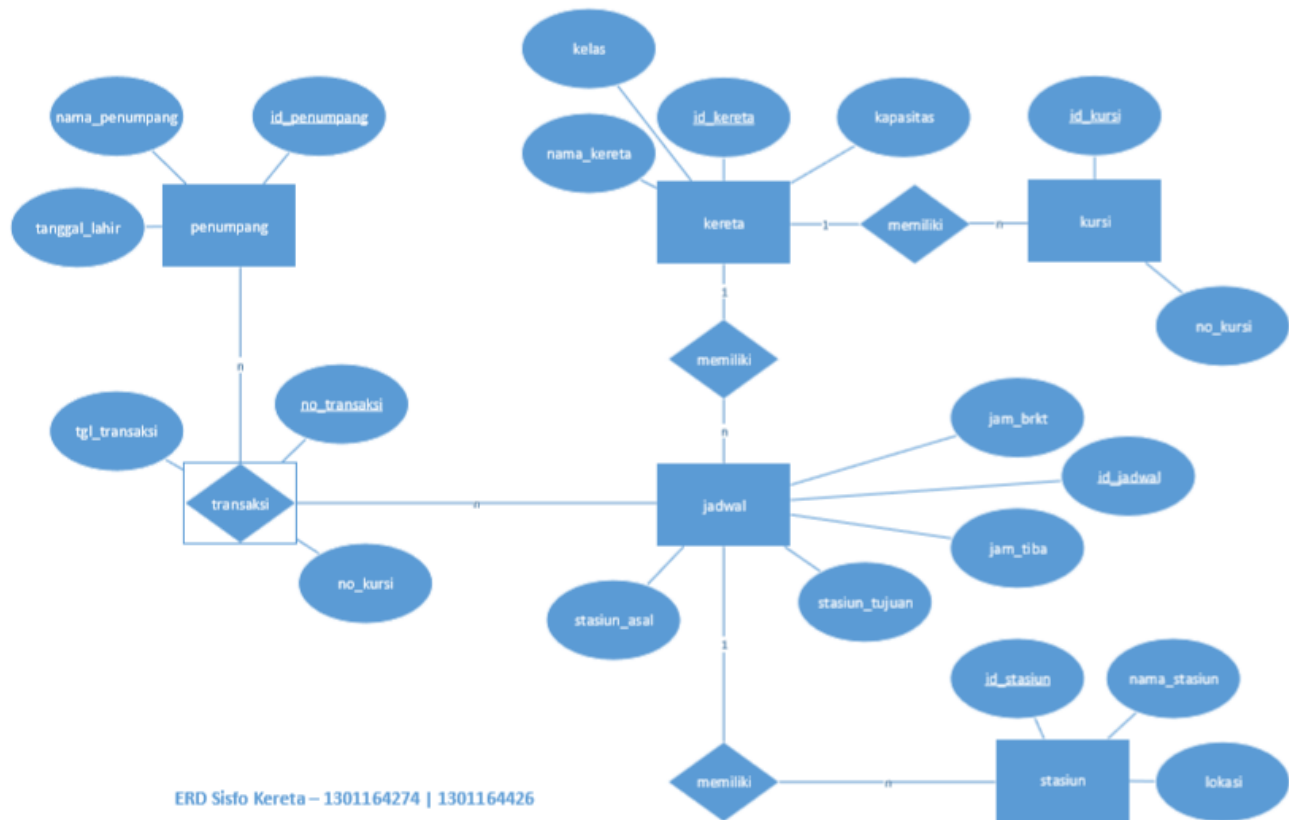 kelas
nama_penumpang
id_penumpang
id_kereta
kapasitas
id_kursi
nama_kereta
tanggal_lahir
penumpang
kereta
1
memiliki
n
kursi
1
no_kursi
memiliki
n
no_transaksi
jam_brkt
tgl_transaksi
n
id_jadwal
transaksi
n
jadwal
jam_tiba
no_kursi
stasiun_tujuan
stasiun_asal
1
id_stasiun
nama_stasiun
memiliki
n
stasiun
lokasi
ERD Sisfo Kereta – 1301164274 | 1301164426